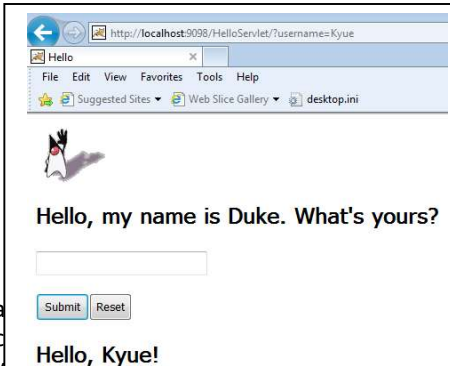 http://localhost:9098/HelloServlet/?username=Kyue
Hello
File Edit View Favorites Tools Help
Suggested Sites Web Slice Gallery desktop.ini
Hello, my name is Duke. What's yours?
Submit Reset
Hello, Kyue!